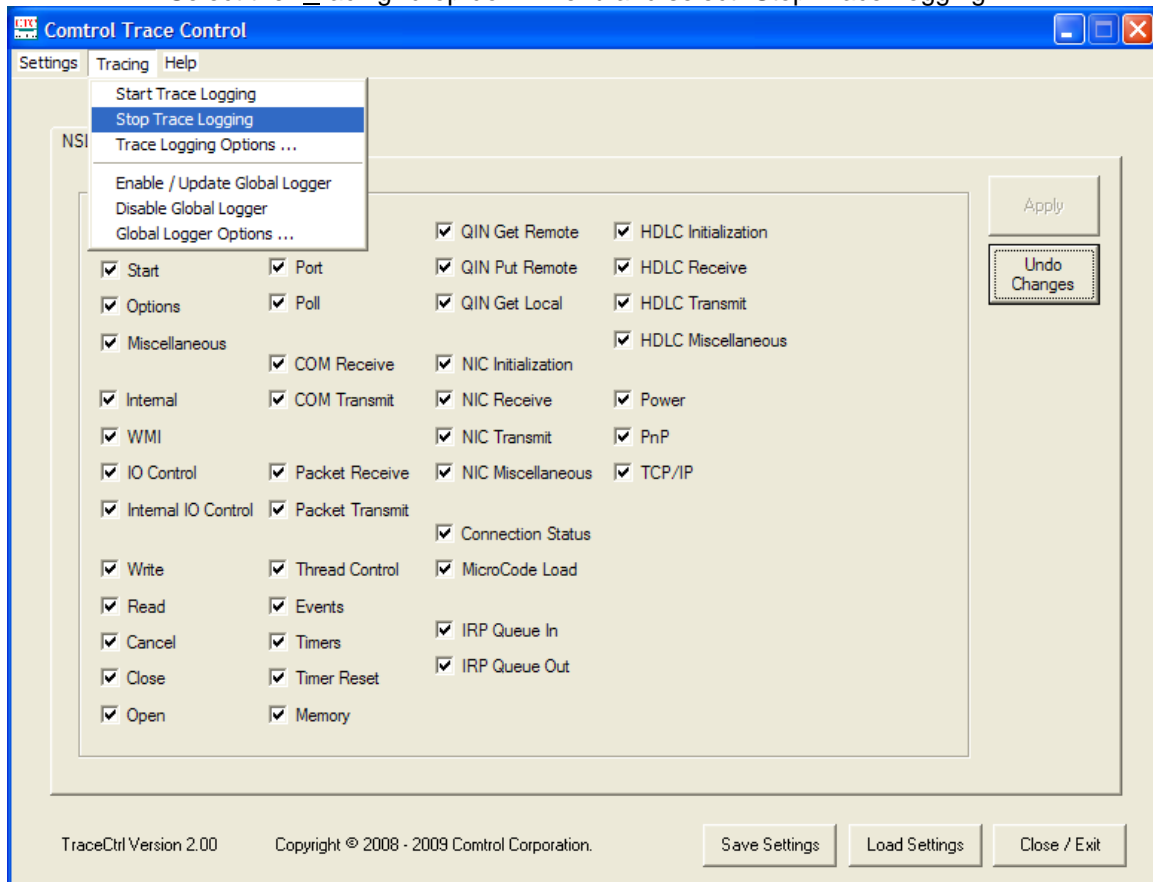 CTC Comtrol Trace Control
Settings Tracing Help
Start Trace Logging
Stop Trace Logging
Trace Logging Options ...
Enable / Update Global Logger
Disable Global Logger
Global Logger Options ...
Apply
Undo
Changes
Start
Options
Miscellaneous
Internal
WMI
IO Control
Internal IO Control
Write
Read
Cancel
Close
Open
Port
Poll
COM Receive
COM Transmit
Packet Receive
Packet Transmit
Thread Control
Events
Timers
Timer Reset
Memory
QIN Get Remote
QIN Put Remote
QIN Get Local
NIC Initialization
NIC Receive
NIC Transmit
NIC Miscellaneous
Connection Status
MicroCode Load
IRP Queue In
IRP Queue Out
HDLC Initialization
HDLC Receive
HDLC Transmit
HDLC Miscellaneous
Power
PnP
TCP/IP
TraceCtrl Version 2.00
Copyright © 2008 - 2009 Comtrol Corporation.
Save Settings
Load Settings
Close / Exit